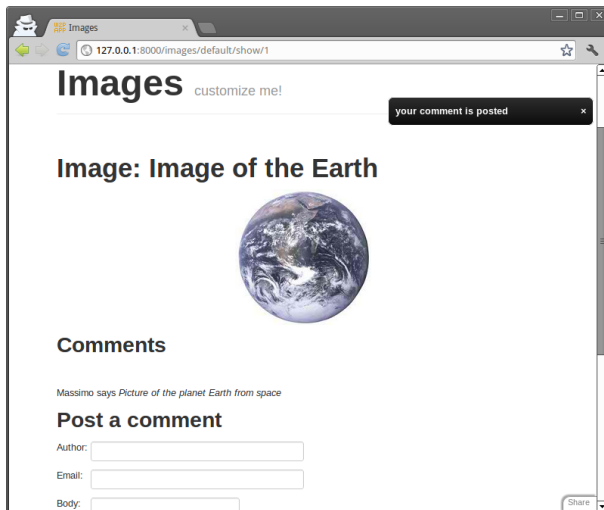 Images
127.0.0.1:8000/images/default/show/1
Images customize me!
your comment is posted ×
Image: Image of the Earth
Comments
Massimo says Picture of the planet Earth from space
Post a comment
Author:
Email:
Body:
Share